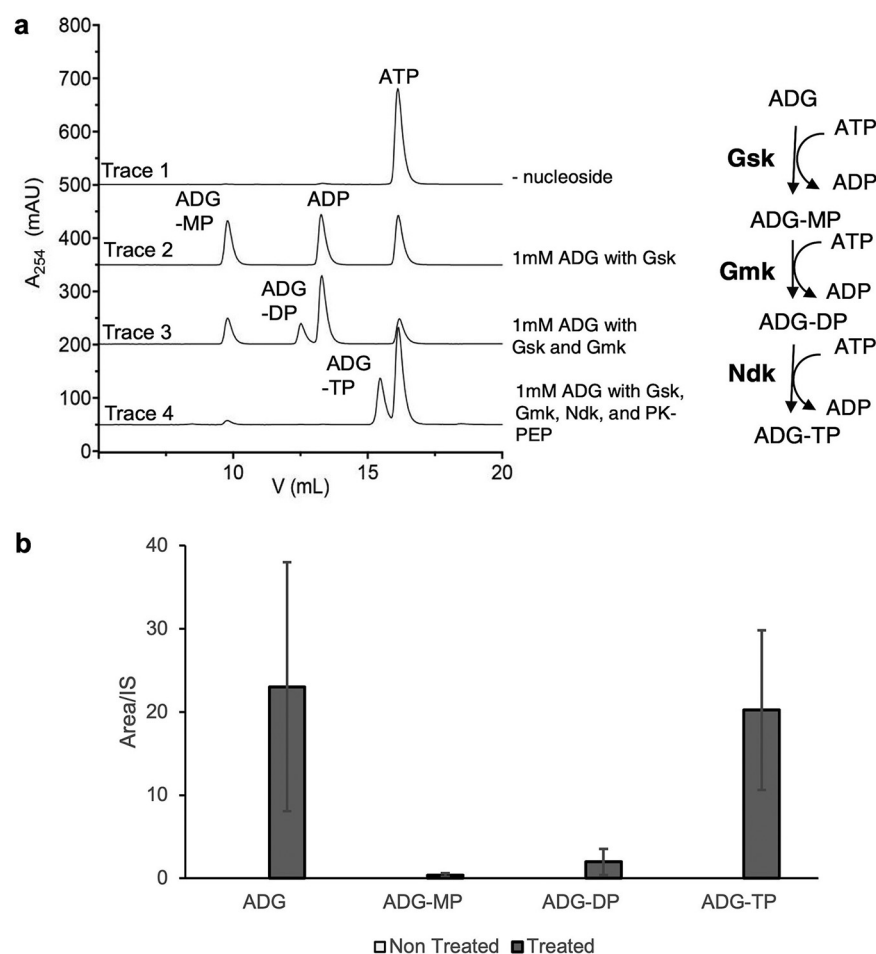 a
800
700
600
500
400
300
200
100
0
A254 (mAU)
10
15
20
V (mL)
ATP
Trace 1
- nucleoside
ADG
-MP
ADP
Trace 2
1mM ADG with Gsk
ADG
-DP
Trace 3
1mM ADG with
Gsk and Gmk
ADG
-TP
Trace 4
1mM ADG with Gsk,
Gmk, Ndk, and PK-
PEP
ADG
ATP
Gsk
ADP
ADG-MP
ATP
Gmk
ADP
ADG-DP
ATP
Ndk
ADP
ADG-TP
b
40
30
20
10
0
Area/IS
ADG
ADG-MP
ADG-DP
ADG-TP
Non Treated
Treated